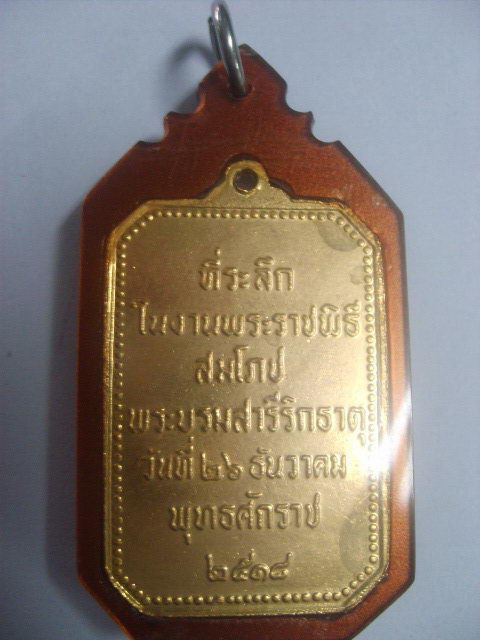 ที่ระลึก
ในงานพระราชพิธี
สมโภช
พระบรมสารีริกธาตุ
วันที่ ๒๖ ธันวาคม
พุทธศักราช
๒๕๑๘